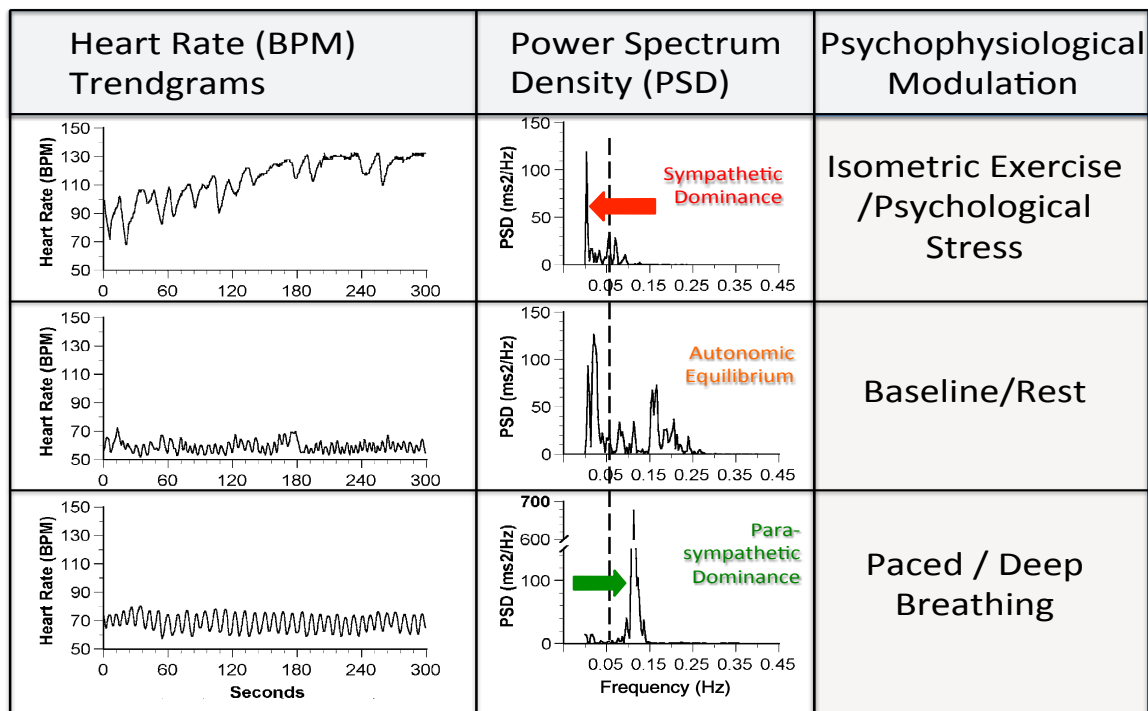 Heart Rate (BPM)
Trendgrams
Power Spectrum
Density (PSD)
Psychophysiological
Modulation
Heart Rate (BPM)
150
130
110
90
70
50
0 60 120 180 240 300
PSD (ms2/Hz)
150
100
50
0
0.05 0.15 0.25 0.35 0.45
Sympathetic
Dominance
Isometric Exercise
/Psychological
Stress
Heart Rate (BPM)
150
130
110
90
70
50
0 60 120 180 240 300
PSD (ms2/Hz)
150
100
50
0
0.05 0.15 0.25 0.35 0.45
Autonomic
Equilibrium
Baseline/Rest
Heart Rate (BPM)
150
130
110
90
70
50
0 60 120 180 240 300
Seconds
PSD (ms2/Hz)
700
600
100
0
0.05 0.15 0.25 0.35 0.45
Frequency (Hz)
Para-
sympathetic
Dominance
Paced / Deep
Breathing